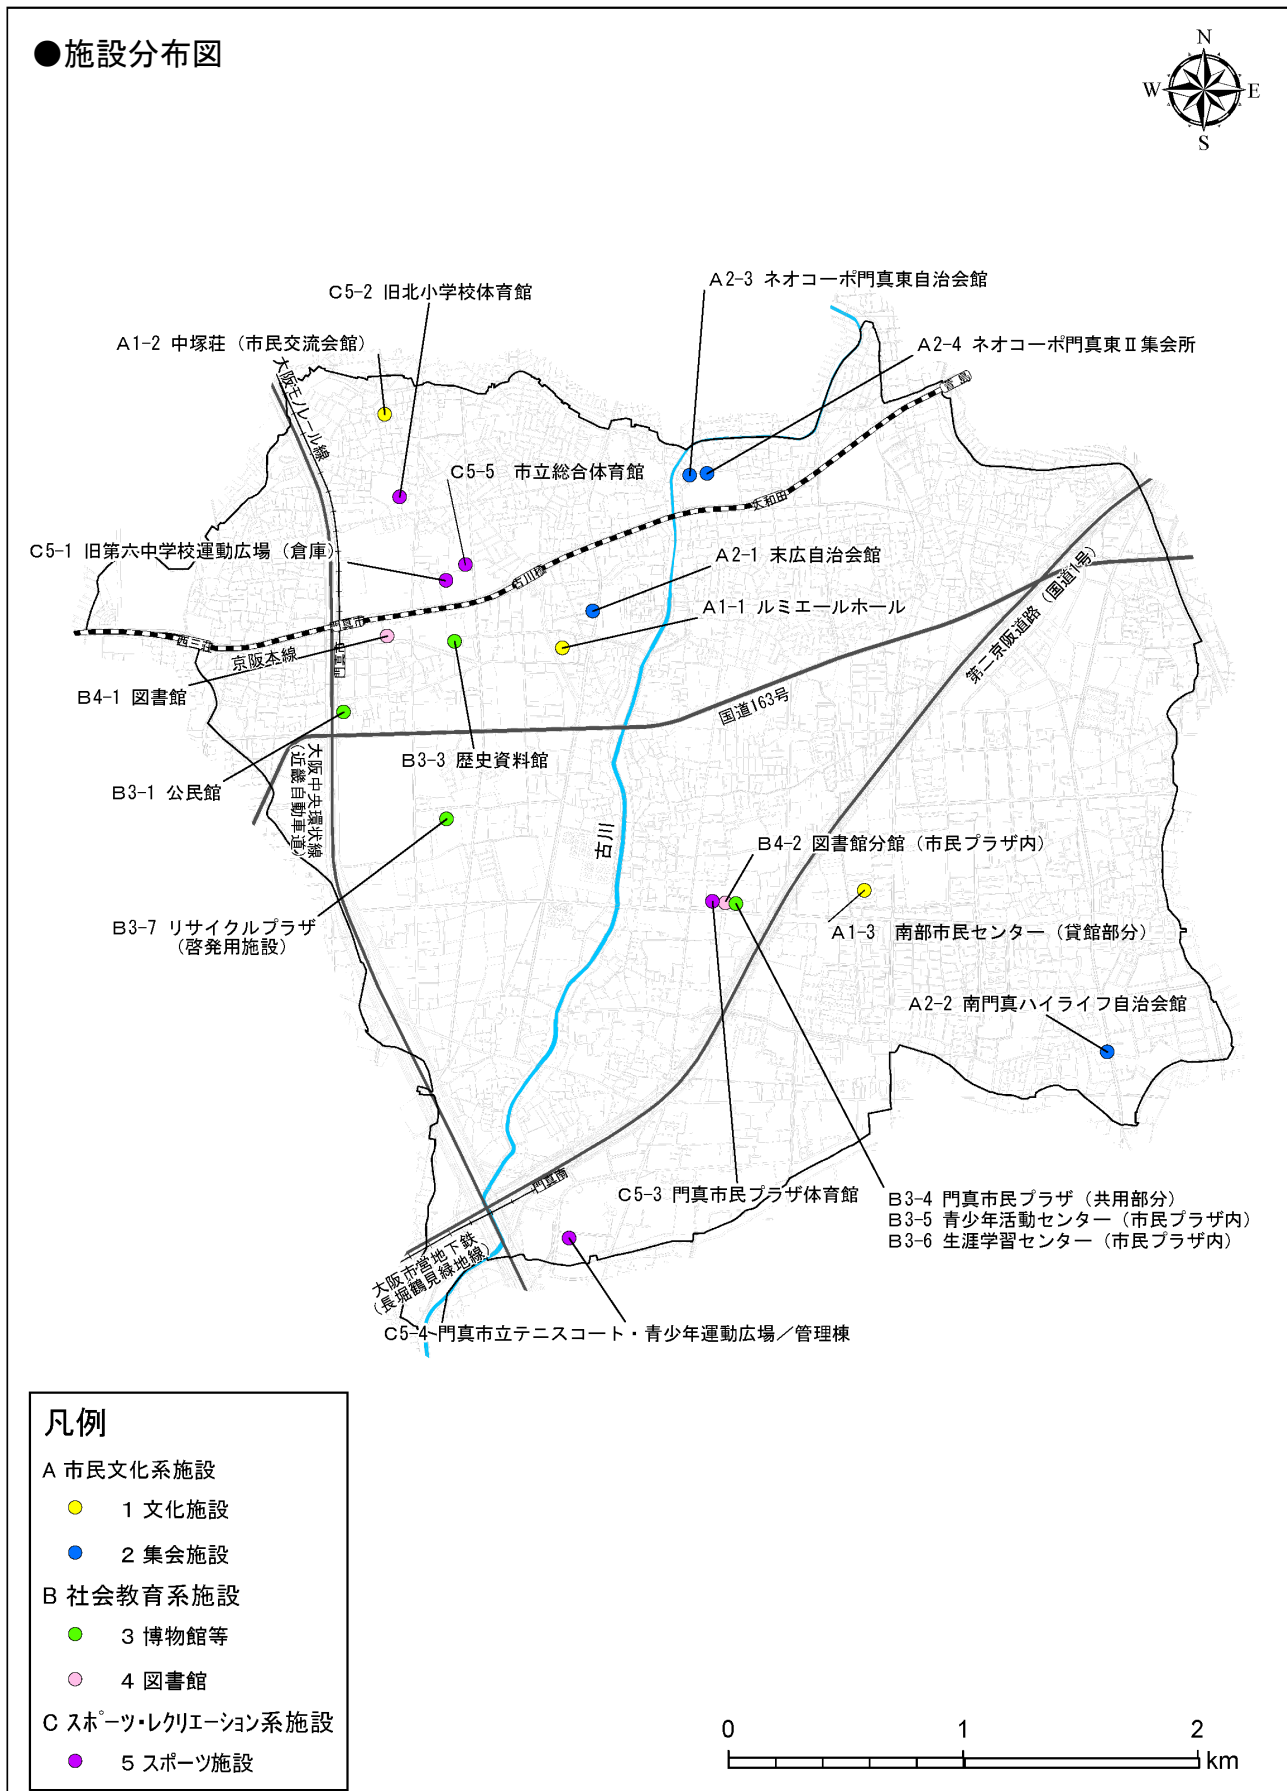 ●施設分布図
N
W
E
S
A2-3 ネオコーポ門真東自治会館
C5-2 旧北小学校体育館
A1-2 中塚荘（市民交流会館）
A2-4 ネオコーポ門真東Ⅱ集会所
萱島
大阪モノレール線
C5-5 市立総合体育館
大和田
C5-1 旧第六中学校運動広場（倉庫）
古川橋
A2-1 末広自治会館
第二京阪道路（国道1号）
A1-1 ルミエールホール
門真市
西三荘
京阪本線
門真市
B4-1 図書館
国道163号
B3-3 歴史資料館
B3-1 公民館
大阪中央環状線
（近畿自動車道）
古川
B4-2 図書館分館（市民プラザ内）
B3-7 リサイクルプラザ
（啓発用施設）
A1-3 南部市民センター（貸館部分）
A2-2 南門真ハイライフ自治会館
門真南
C5-3 門真市民プラザ体育館
B3-4 門真市民プラザ（共用部分）
B3-5 青少年活動センター（市民プラザ内）
B3-6 生涯学習センター（市民プラザ内）
大阪市営地下鉄
（長堀鶴見緑地線）
C5-4 門真市立テニスコート・青少年運動広場／管理棟
凡例
A 市民文化系施設
1 文化施設
2 集会施設
B 社会教育系施設
3 博物館等
4 図書館
C スポーツ・レクリエーション系施設
5 スポーツ施設
0 1 2
km